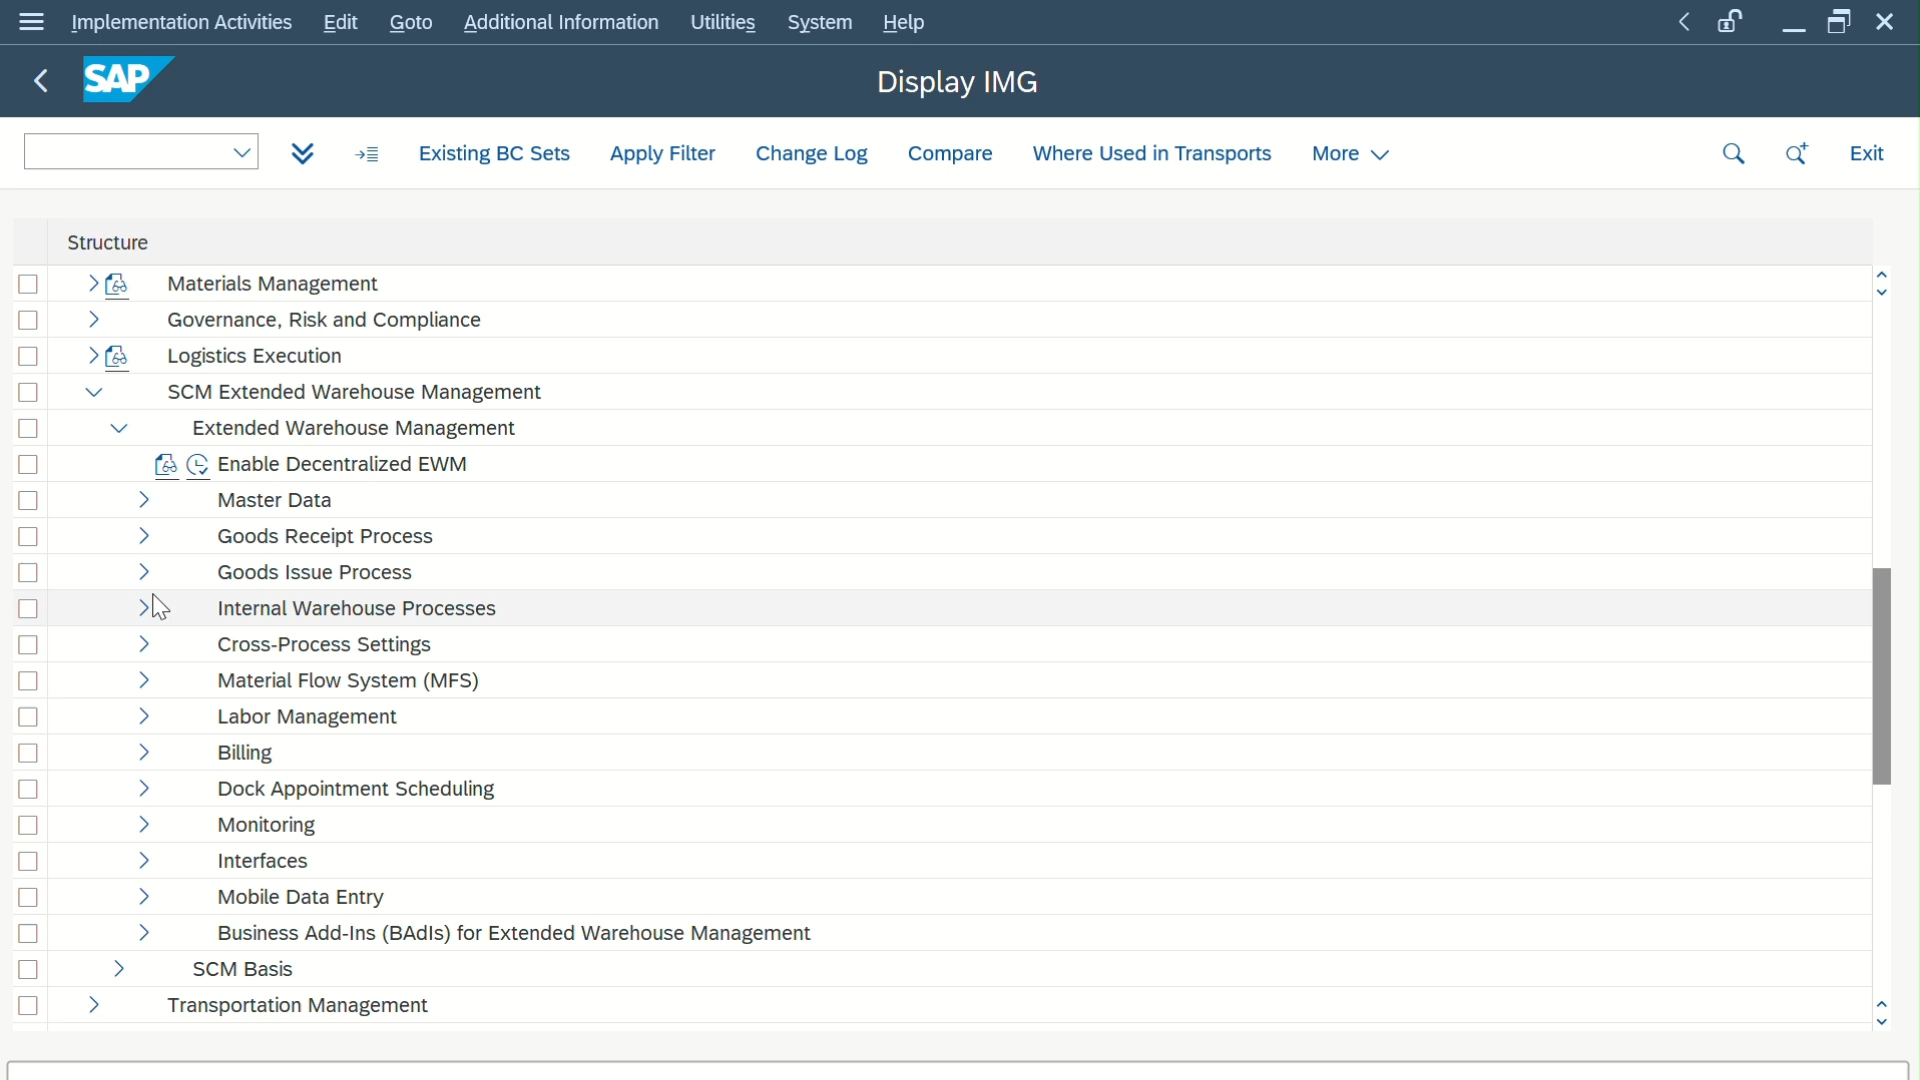 Implementation Activities Edit Goto Additional Information Utilities System Help
SAP Display IMG
Existing BC Sets Apply Filter Change Log Compare Where Used in Transports More Exit
Structure
Materials Management
Governance, Risk and Compliance
Logistics Execution
SCM Extended Warehouse Management
Extended Warehouse Management
Enable Decentralized EWM
Master Data
Goods Receipt Process
Goods Issue Process
Internal Warehouse Processes
Cross-Process Settings
Material Flow System (MFS)
Labor Management
Billing
Dock Appointment Scheduling
Monitoring
Interfaces
Mobile Data Entry
Business Add-Ins (BAdIs) for Extended Warehouse Management
SCM Basis
Transportation Management